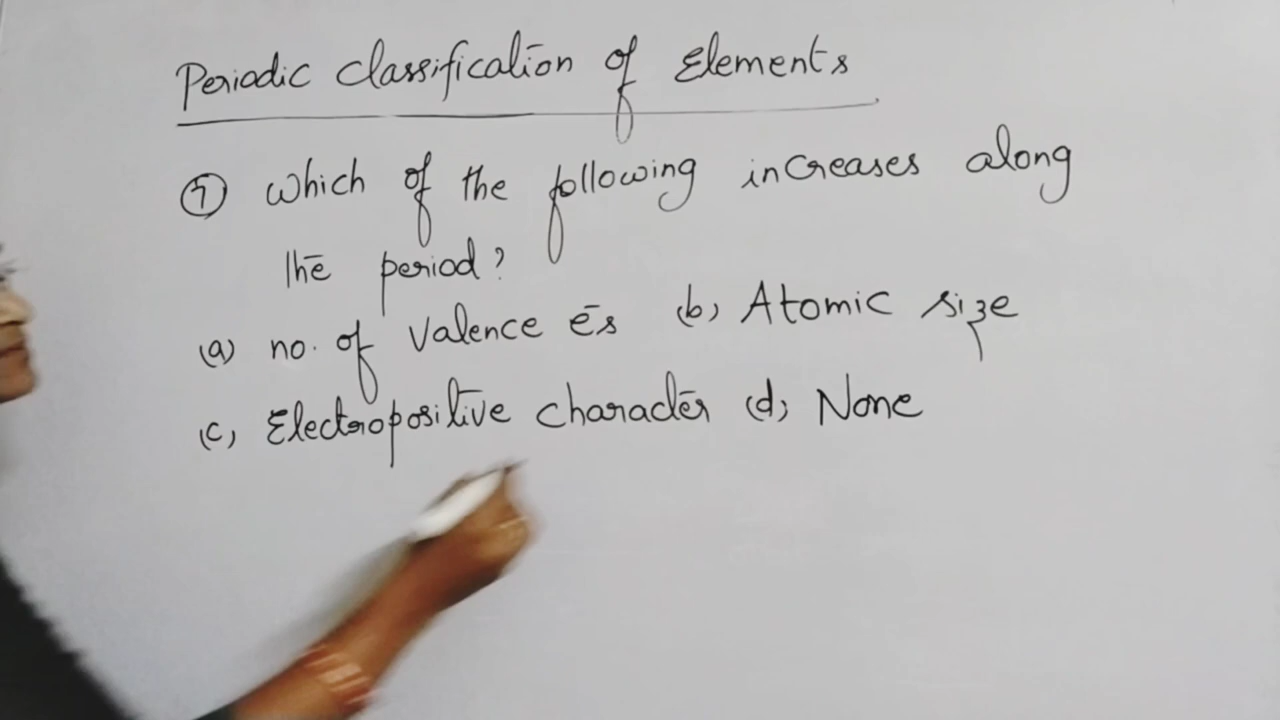 Periodic classification of Elements
⑦ which of the following increases along
the period?
(a) no. of valence ēs (b) Atomic size
(c) Electropositive character (d) None